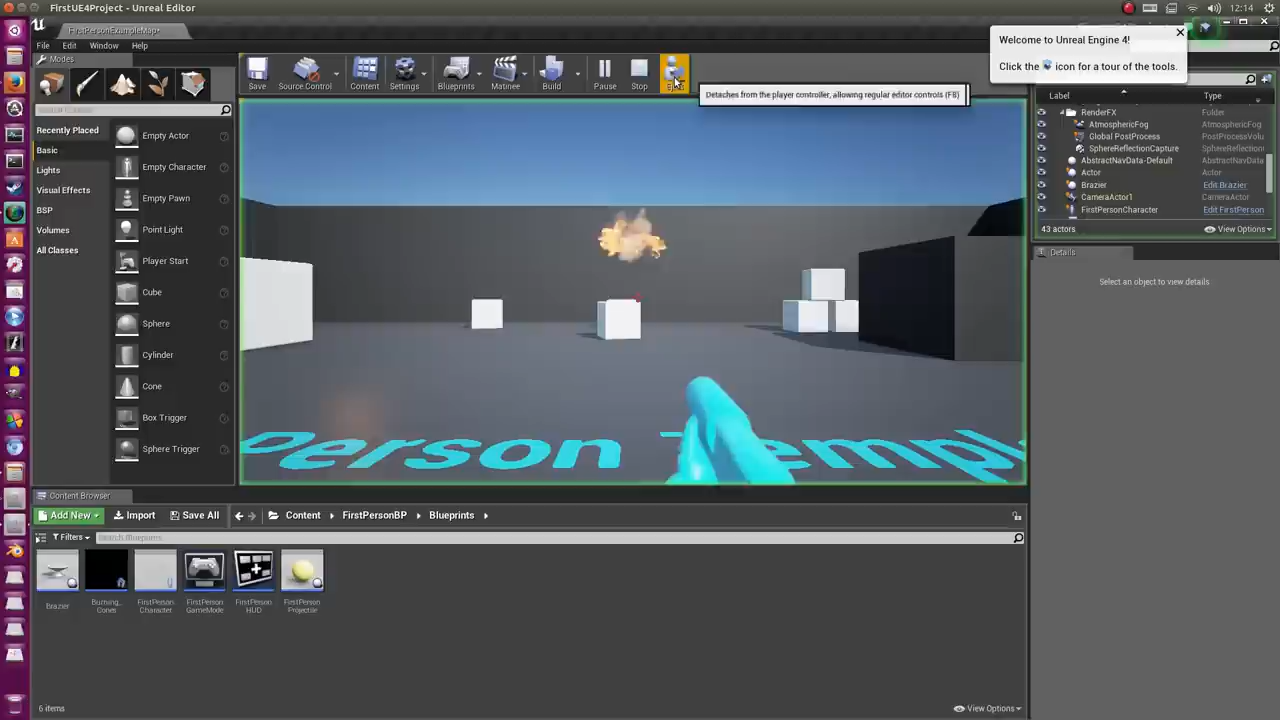 FirstUE4Project - Unreal Editor
12:14
FirstPersonExampleMap*
File Edit Window Help
Welcome to Unreal Engine 4!
Click the icon for a tour of the tools.
Modes
Save Source Control Content Settings Blueprints Matinee Build Pause Stop
Detaches from the player controller, allowing regular editor controls (F8)
Search Classes
Recently Placed
Basic
Lights
Visual Effects
BSP
Volumes
All Classes
Empty Actor
Empty Character
Empty Pawn
Point Light
Player Start
Cube
Sphere
Cylinder
Cone
Box Trigger
Sphere Trigger
Person Templ
Label Type
RenderFX Folder
AtmosphericFog AtmosphericFog
Global PostProcess PostProcessVolu
SphereReflectionCapture SphereReflection
AbstractNavData-Default AbstractNavData
Actor Actor
Brazier Edit Brazier
CameraActor1 CameraActor
FirstPersonCharacter Edit FirstPerson
43 actors View Options
Details
Select an object to view details
Content Browser
Add New Import Save All Content FirstPersonBP Blueprints
Filters Search Blueprints
Brazier
Burning_
Cones
FirstPerson
Character
FirstPerson
GameMode
FirstPerson
HUD
FirstPerson
Projectile
6 items View Options